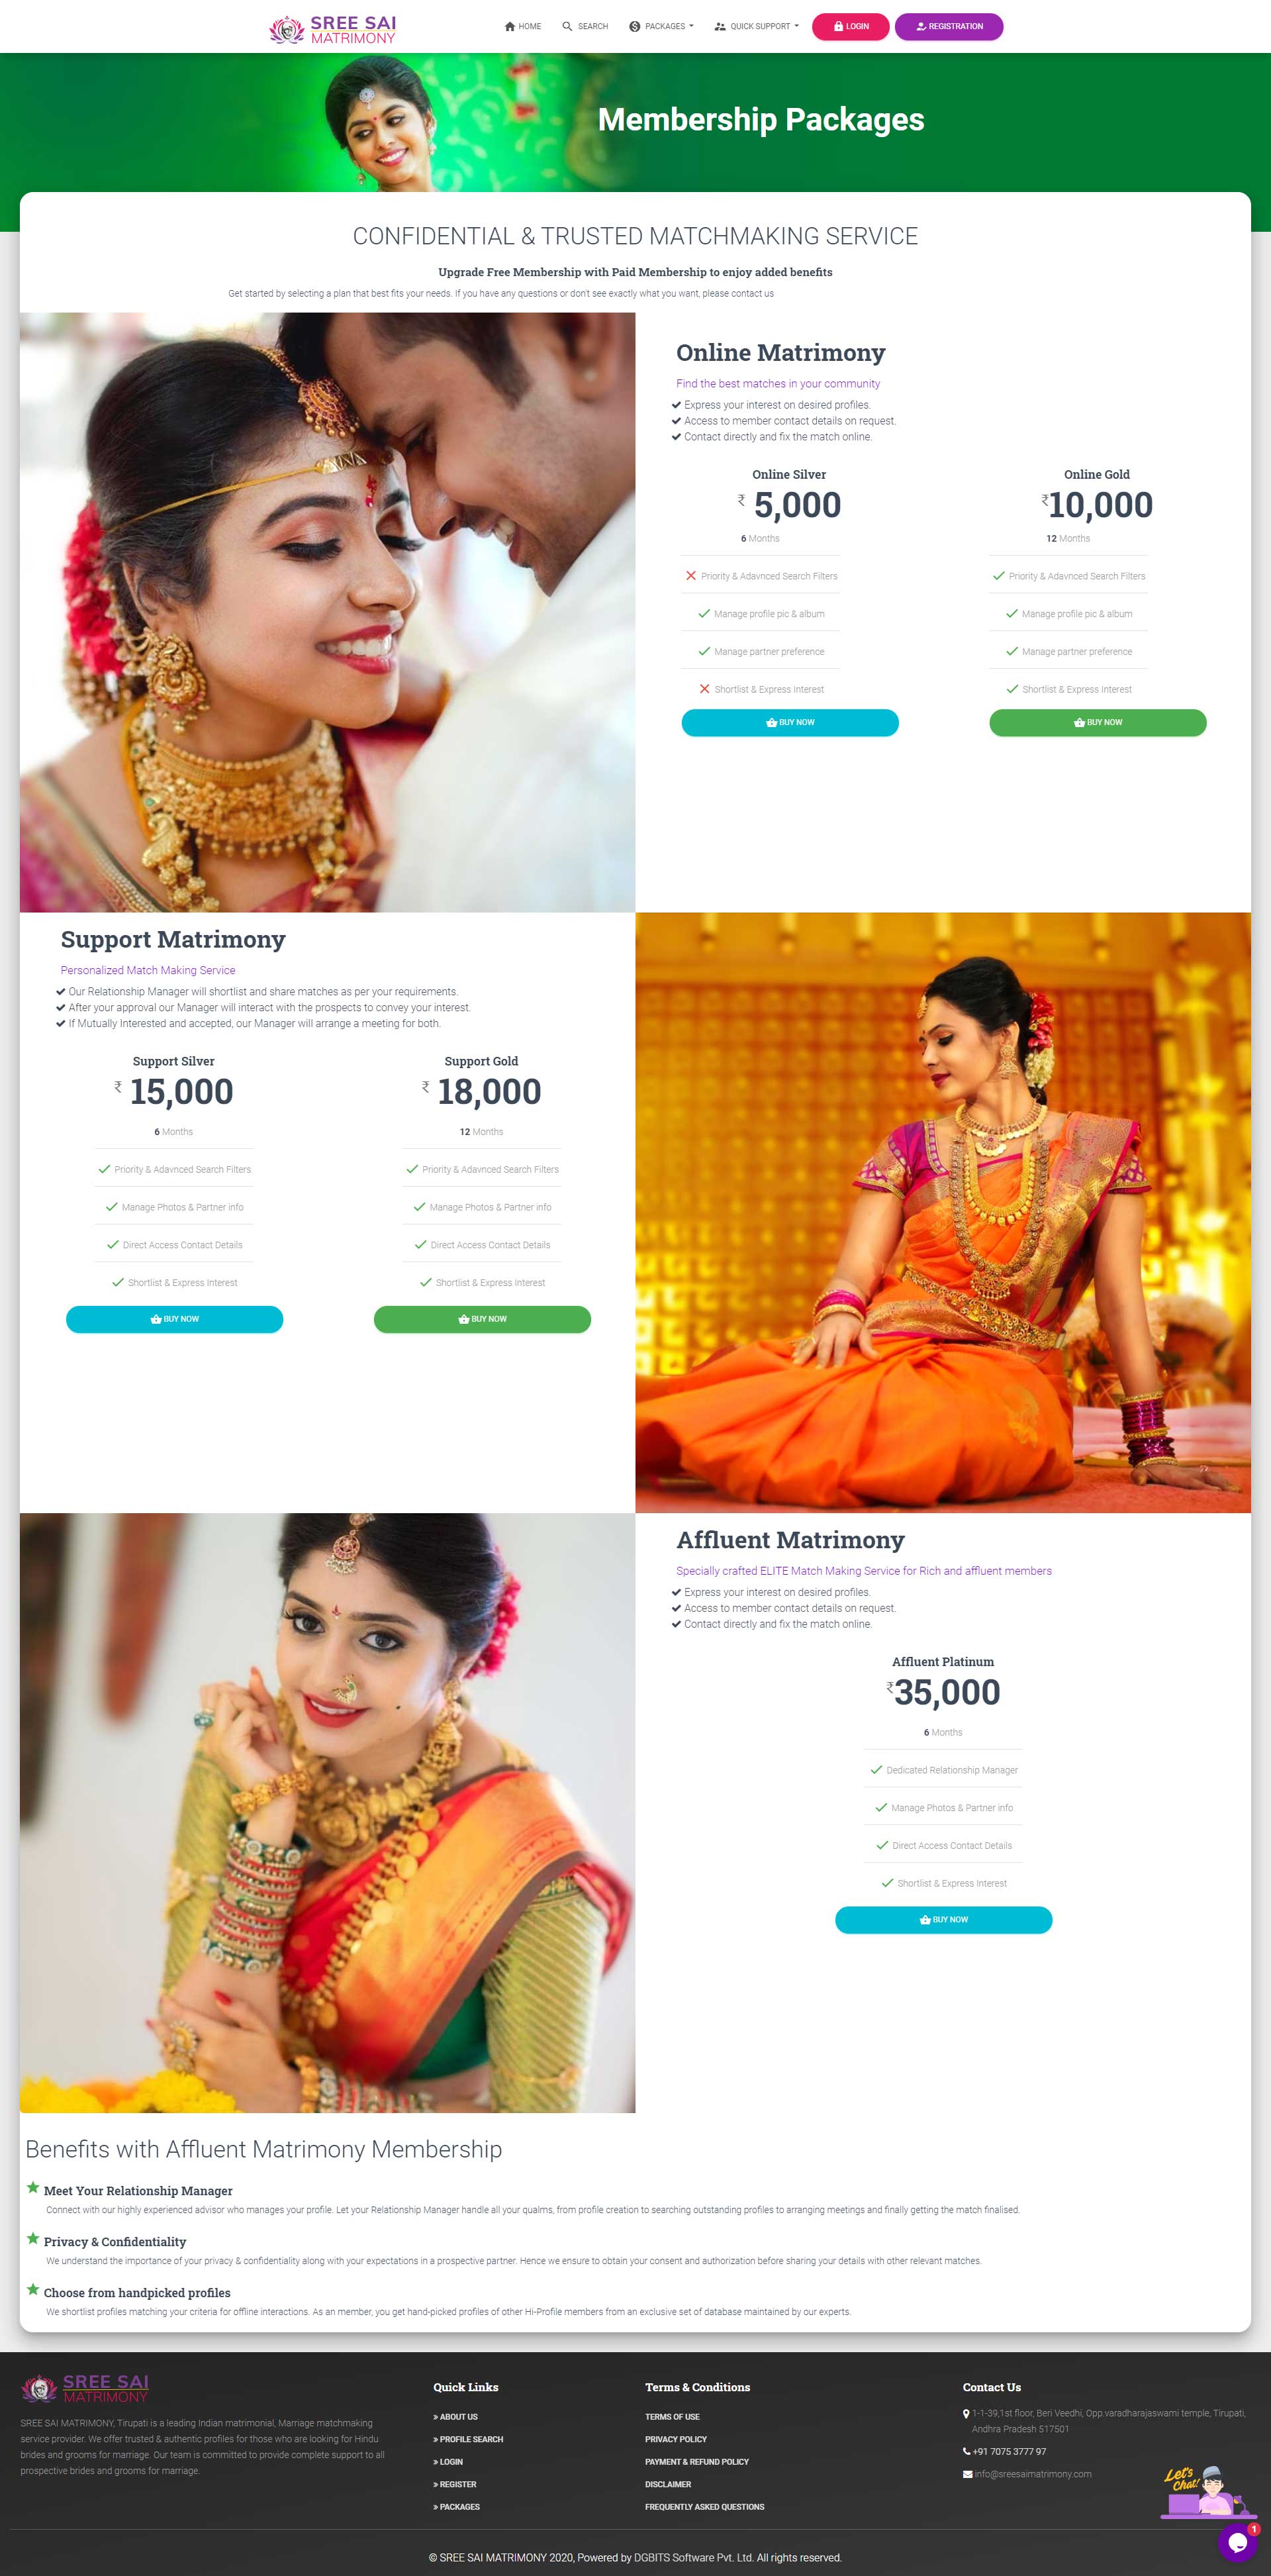 SREE SAI
MATRIMONY
HOME
SEARCH
PACKAGES
QUICK SUPPORT
LOGIN
REGISTRATION
Membership Packages
CONFIDENTIAL & TRUSTED MATCHMAKING SERVICE
Upgrade Free Membership with Paid Membership to enjoy added benefits
Get started by selecting a plan that best fits your needs. If you have any questions or don't see exactly what you want, please contact us
Online Matrimony
Find the best matches in your community
Express your interest on desired profiles.
Access to member contact details on request.
Contact directly and fix the match online.
Online Silver
₹ 5,000
6 Months
Priority & Adavnced Search Filters
Manage profile pic & album
Manage partner preference
Shortlist & Express Interest
BUY NOW
Online Gold
₹10,000
12 Months
Priority & Adavnced Search Filters
Manage profile pic & album
Manage partner preference
Shortlist & Express Interest
BUY NOW
Support Matrimony
Personalized Match Making Service
Our Relationship Manager will shortlist and share matches as per your requirements.
After your approval our Manager will interact with the prospects to convey your interest.
If Mutually Interested and accepted, our Manager will arrange a meeting for both.
Support Silver
₹ 15,000
6 Months
Priority & Adavnced Search Filters
Manage Photos & Partner info
Direct Access Contact Details
Shortlist & Express Interest
BUY NOW
Support Gold
₹ 18,000
12 Months
Priority & Adavnced Search Filters
Manage Photos & Partner info
Direct Access Contact Details
Shortlist & Express Interest
BUY NOW
Affluent Matrimony
Specially crafted ELITE Match Making Service for Rich and affluent members
Express your interest on desired profiles.
Access to member contact details on request.
Contact directly and fix the match online.
Affluent Platinum
₹35,000
6 Months
Dedicated Relationship Manager
Manage Photos & Partner info
Direct Access Contact Details
Shortlist & Express Interest
BUY NOW
Benefits with Affluent Matrimony Membership
Meet Your Relationship Manager
Connect with our highly experienced advisor who manages your profile. Let your Relationship Manager handle all your qualms, from profile creation to searching outstanding profiles to arranging meetings and finally getting the match finalised.
Privacy & Confidentiality
We understand the importance of your privacy & confidentiality along with your expectations in a prospective partner. Hence we ensure to obtain your consent and authorization before sharing your details with other relevant matches.
Choose from handpicked profiles
We shortlist profiles matching your criteria for offline interactions. As an member, you get hand-picked profiles of other Hi-Profile members from an exclusive set of database maintained by our experts.
SREE SAI
MATRIMONY
SREE SAI MATRIMONY, Tirupati is a leading Indian matrimonial, Marriage matchmaking
service provider. We offer trusted & authentic profiles for those who are looking for Hindu
brides and grooms for marriage. Our team is committed to provide complete support to all
prospective brides and grooms for marriage.
Quick Links
» ABOUT US
» PROFILE SEARCH
» LOGIN
» REGISTER
» PACKAGES
Terms & Conditions
TERMS OF USE
PRIVACY POLICY
PAYMENT & REFUND POLICY
DISCLAIMER
FREQUENTLY ASKED QUESTIONS
Contact Us
1-1-39,1st floor, Beri Veedhi, Opp.varadharajaswami temple, Tirupati,
Andhra Pradesh 517501
+91 7075 3777 97
info@sreesaimatrimony.com
Let's
Chat!
1
© SREE SAI MATRIMONY 2020, Powered by DGBITS Software Pvt. Ltd. All rights reserved.